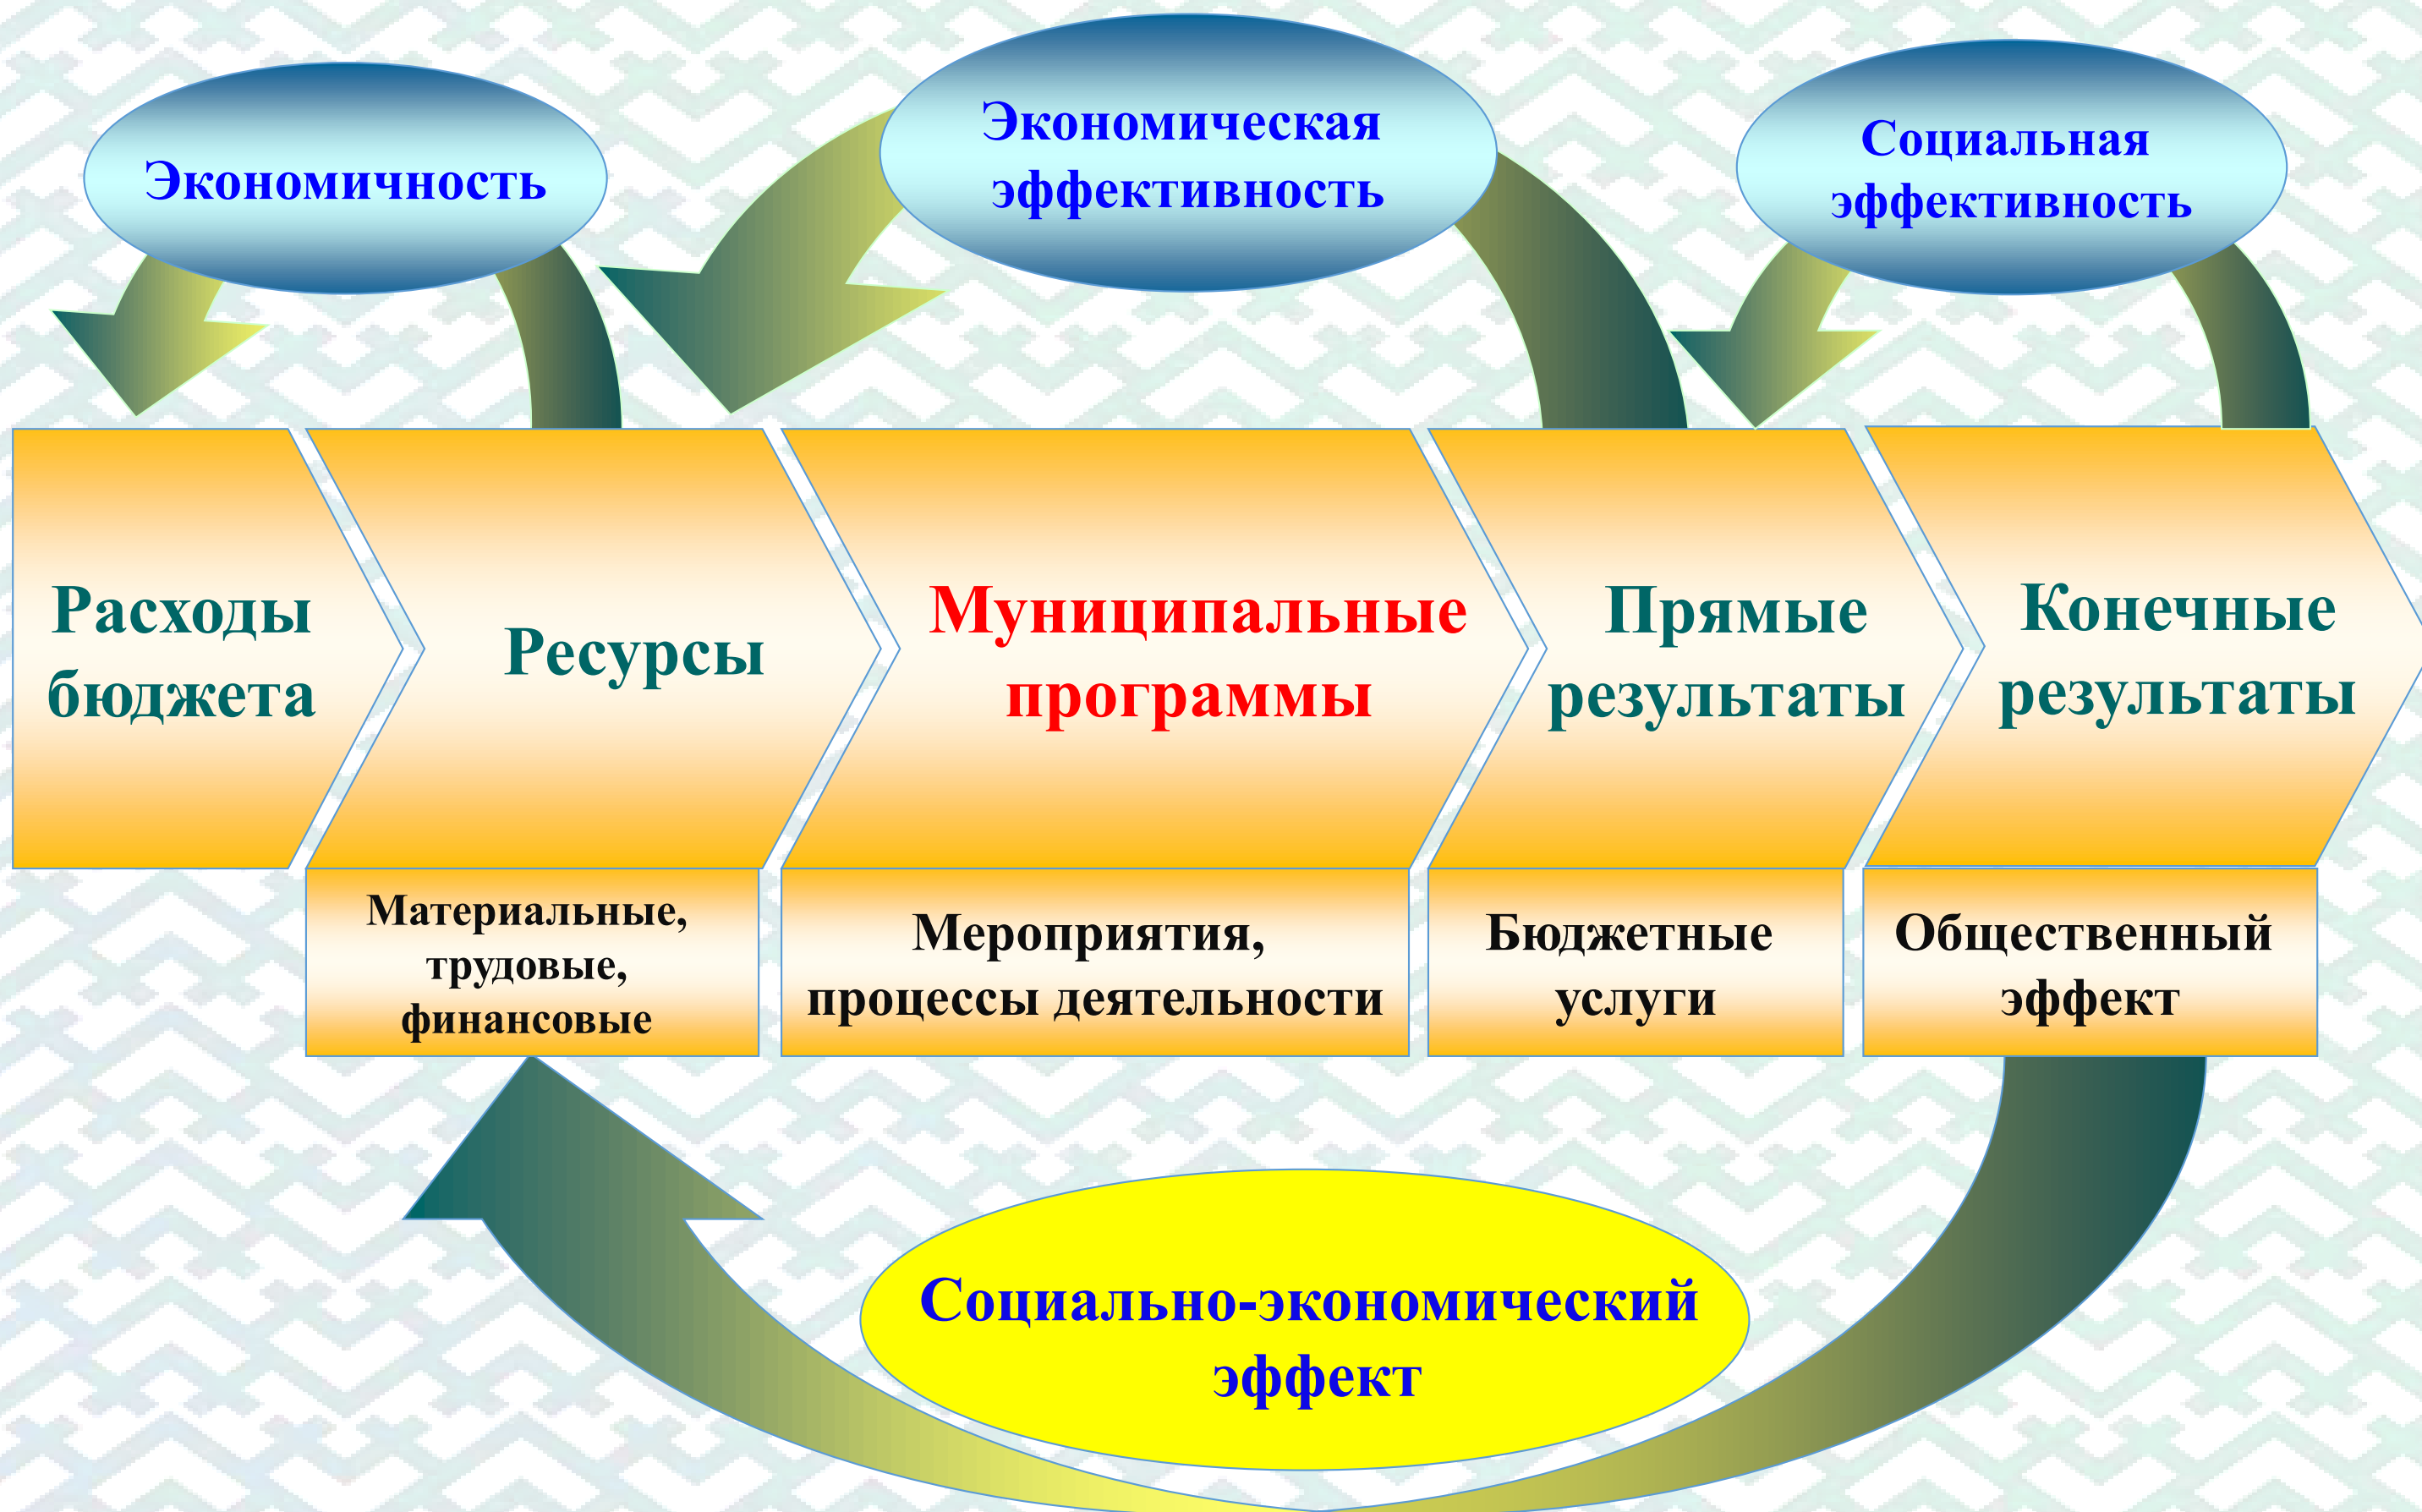 Экономичность
Экономическая
эффективность
Социальная
эффективность
Расходы
бюджета
Ресурсы
Муниципальные
программы
Прямые
результаты
Конечные
результаты
Материальные,
трудовые,
финансовые
Мероприятия,
процессы деятельности
Бюджетные
услуги
Общественный
эффект
Социально-экономический
эффект